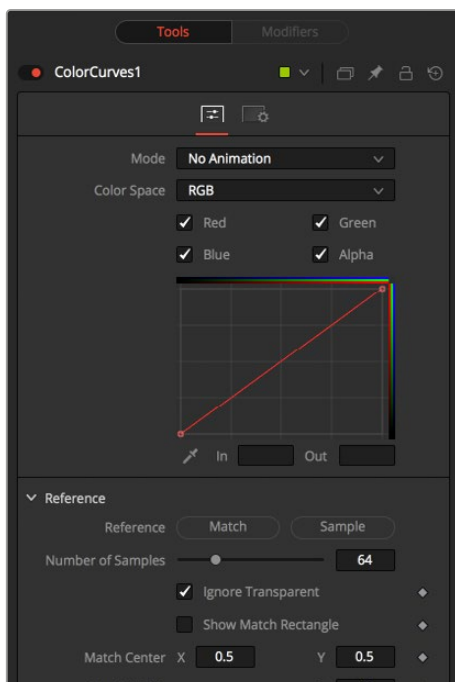 Tools Modifiers
ColorCurves1
Mode No Animation
Color Space RGB
Red Green
Blue Alpha
In Out
Reference
Reference Match Sample
Number of Samples 64
Ignore Transparent
Show Match Rectangle
Match Center X 0.5 Y 0.5